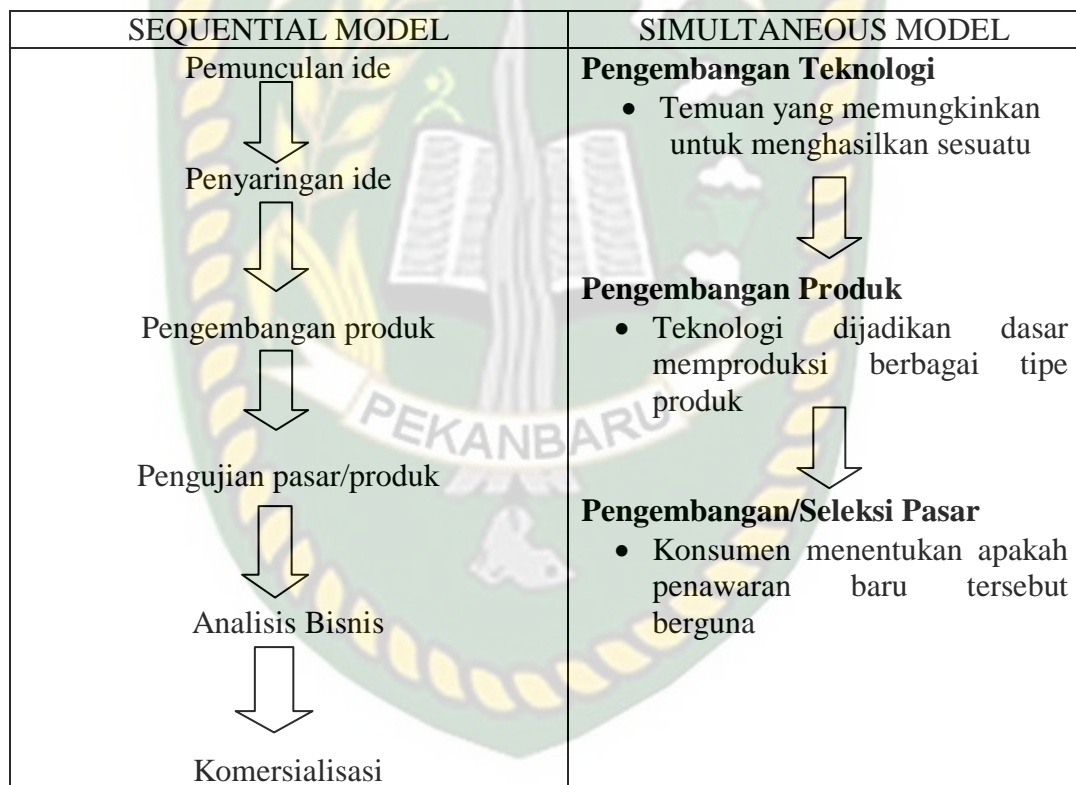 SEQUENTIAL MODEL
Pemunculan ide
Penyaringan ide
Pengembangan produk
Pengujian pasar/produk
Analisis Bisnis
Komersialisasi
SIMULTANEOUS MODEL
Pengembangan Teknologi
• Temuan yang memungkinkan
untuk menghasilkan sesuatu
Pengembangan Produk
• Teknologi dijadikan dasar
memproduksi berbagai tipe
produk
Pengembangan/Seleksi Pasar
• Konsumen menentukan apakah
penawaran baru tersebut
berguna
PEKANBARU